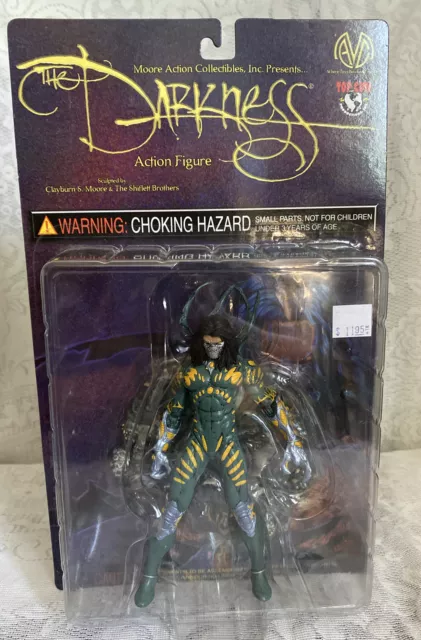 Moore Action Collectibles, Inc. Presents...
THE DARKNESS®
Action Figure
Sculpted by
Clayburn S. Moore & The Shiflett Brothers
TOP COW
WARNING: CHOKING HAZARD SMALL PARTS. NOT FOR CHILDREN
UNDER 3 YEARS OF AGE.